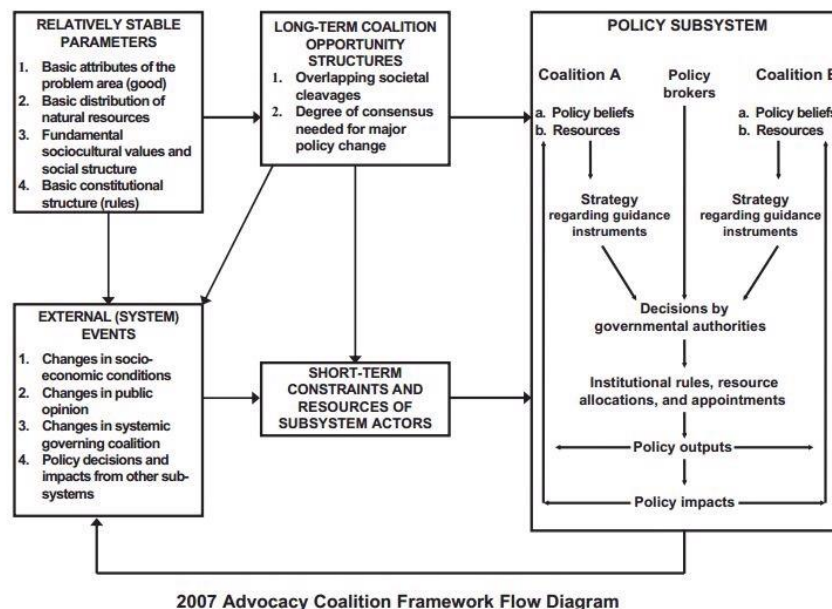 RELATIVELY STABLE
PARAMETERS
1. Basic attributes of the
problem area (good)
2. Basic distribution of
natural resources
3. Fundamental
sociocultural values and
social structure
4. Basic constitutional
structure (rules)
LONG-TERM COALITION
OPPORTUNITY
STRUCTURES
1. Overlapping societal
cleavages
2. Degree of consensus
needed for major
policy change
EXTERNAL (SYSTEM)
EVENTS
1. Changes in socio-
economic conditions
2. Changes in public
opinion
3. Changes in systemic
governing coalition
4. Policy decisions and
impacts from other sub-
systems
SHORT-TERM
CONSTRAINTS AND
RESOURCES OF
SUBSYSTEM ACTORS
POLICY SUBSYSTEM
Coalition A
a. Policy beliefs
b. Resources
Strategy
regarding guidance
instruments
Policy
brokers
Coalition B
a. Policy beliefs
b. Resources
Strategy
regarding guidance
instruments
Decisions by
governmental authorities
Institutional rules, resource
allocations, and appointments
Policy outputs
Policy impacts
2007 Advocacy Coalition Framework Flow Diagram